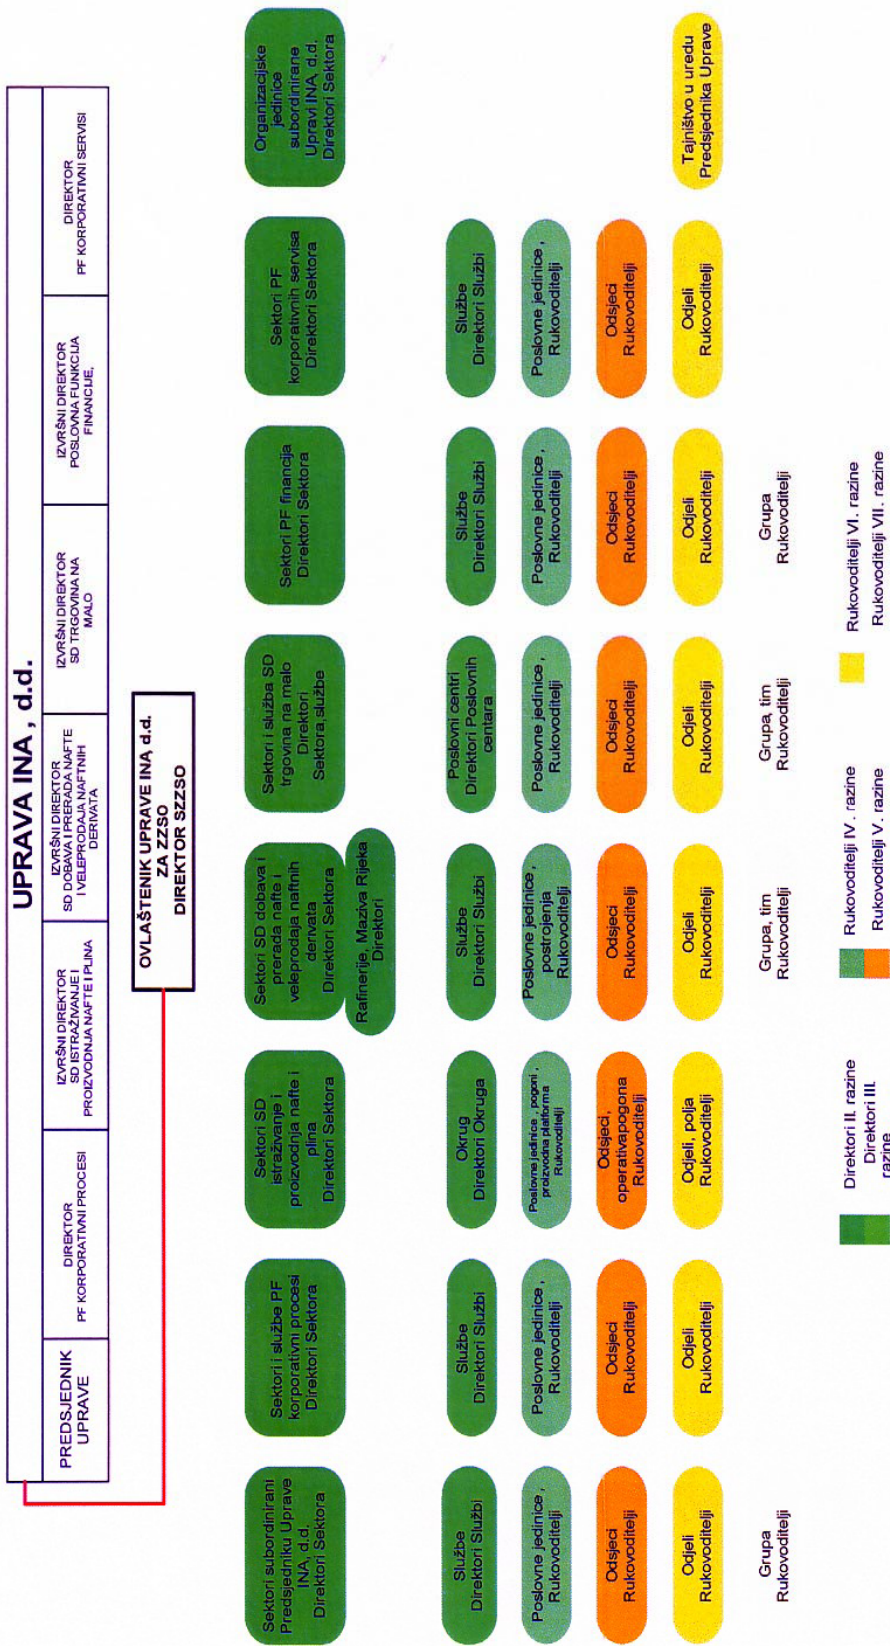 UPRAVA INA , d.d.
PREDSJEDNIK
UPRAVE
DIREKTOR
PF KORPORATIVNI PROCESI
IZVRŠNI DIREKTOR
SD ISTRAŽIVANJE I
PROIZVODNJA NAFTE I PLINA
IZVRŠNI DIREKTOR
SD DOBAVA I PRERADA NAFTE
I VELEPRODAJA NAFTNIH
DERIVATA
IZVRŠNI DIREKTOR
SD TRGOVINA NA
MALO
IZVRŠNI DIREKTOR
POSLOVNA FUNKCIJA
FINANCIJE,
DIREKTOR
PF KORPORATIVNI SERVISI
OVLAŠTENIK UPRAVE INA d.d.
ZA ZZSO
DIREKTOR SZZSO
Sektori subordinirani
Predsjedniku Uprave
INA, d.d.
Direktori Sektora
Sektori i službe PF
korporativni procesi
Direktori Sektora
Sektori SD
istraživanje i
proizvodnja nafte i
plina
Direktori Sektora
Sektori SD dobava i
prerada nafte i
veleprodaja naftnih
derivata
Direktori Sektora
Rafinerije, Maziva Rijeka
Direktori
Sektori i služba SD
trgovina na malo
Direktori
Sektora,službe
Sektori PF financija
Direktori Sektora
Sektori PF
korporativnih servisa
Direktori Sektora
Organizacijske
jedinice
subordinirane
Upravi INA, d.d.
Direktori Sektora
Službe
Direktori Službi
Službe
Direktori Službi
Okrug
Direktori Okruga
Službe
Direktori Službi
Poslovni centri
Direktori Poslovnih
centara
Službe
Direktori Službi
Službe
Direktori Službi
Poslovne jedinice ,
Rukovoditelji
Poslovne jedinice ,
Rukovoditelji
Poslovne jedinice , pogoni ,
proizvodna platforma
Rukovoditelji
Poslovne jedinice ,
postrojenja
Rukovoditelji
Poslovne jedinice ,
Rukovoditelji
Poslovne jedinice ,
Rukovoditelji
Poslovne jedinice ,
Rukovoditelji
Odsjeci
Rukovoditelji
Odsjeci
Rukovoditelji
Odsjeci,
operativapogona
Rukovoditelji
Odsjeci
Rukovoditelji
Odsjeci
Rukovoditelji
Odsjeci
Rukovoditelji
Odsjeci
Rukovoditelji
Odjeli
Rukovoditelji
Odjeli
Rukovoditelji
Odjeli, polja
Rukovoditelji
Odjeli
Rukovoditelji
Odjeli
Rukovoditelji
Odjeli
Rukovoditelji
Odjeli
Rukovoditelji
Tajništvo u uredu
Predsjednika Uprave
Grupa
Rukovoditelji
Grupa, tim
Rukovoditelji
Grupa, tim
Rukovoditelji
Grupa
Rukovoditelji
Direktori II. razine
Direktori III.
razine
Rukovoditelji IV . razine
Rukovoditelji V . razine
Rukovoditelji VI. razine
Rukovoditelji VII. razine